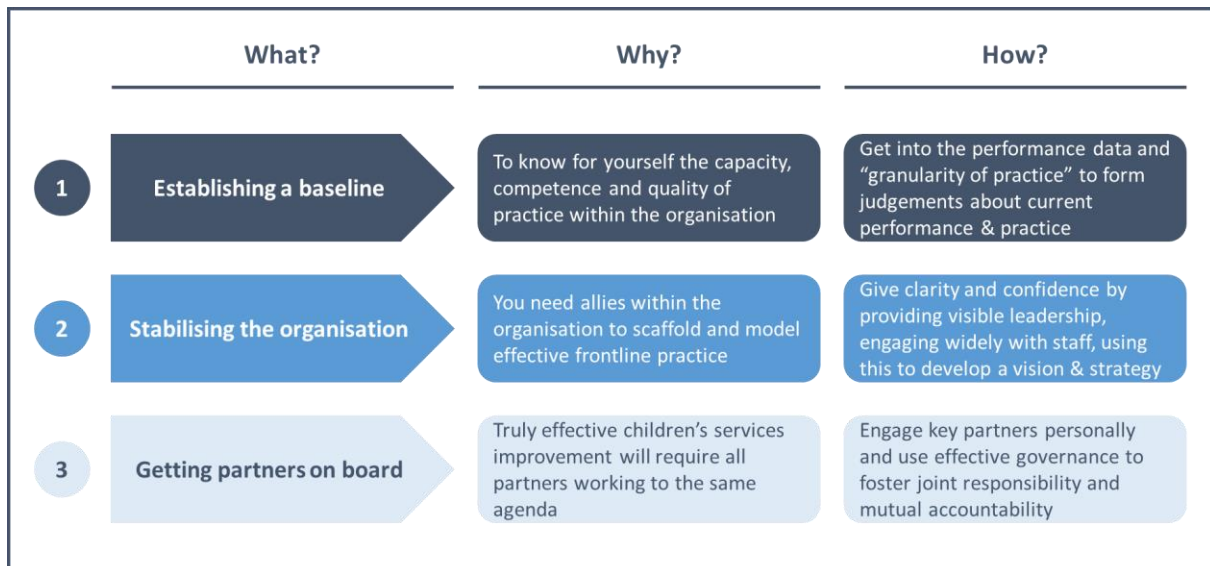 What?
Why?
How?
1
Establishing a baseline
To know for yourself the capacity,
competence and quality of
practice within the organisation
Get into the performance data and
“granularity of practice” to form
judgements about current
performance & practice
2
Stabilising the organisation
You need allies within the
organisation to scaffold and model
effective frontline practice
Give clarity and confidence by
providing visible leadership,
engaging widely with staff, using
this to develop a vision & strategy
3
Getting partners on board
Truly effective children’s services
improvement will require all
partners working to the same
agenda
Engage key partners personally
and use effective governance to
foster joint responsibility and
mutual accountability